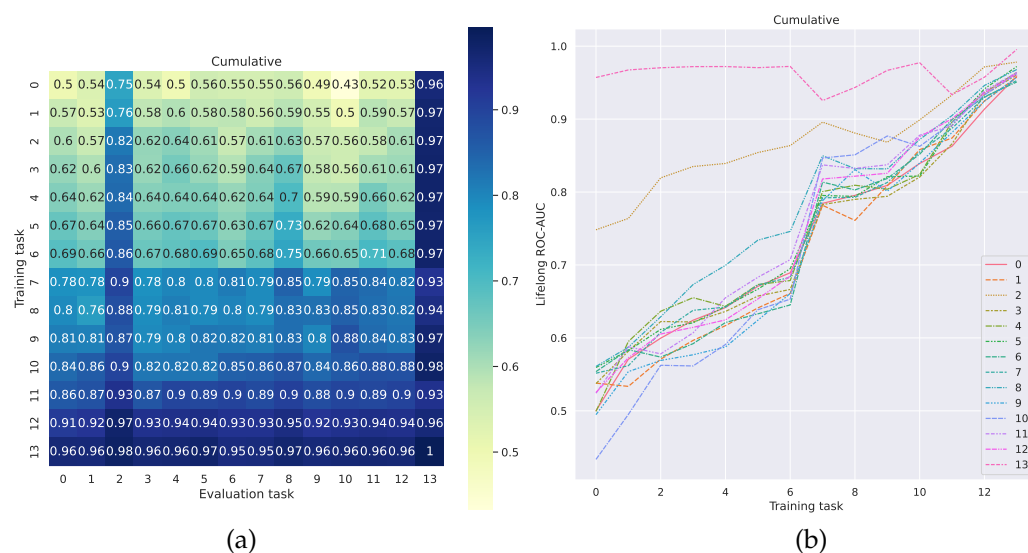 Cumulative
Training task
0 0.5 0.54 0.75 0.54 0.5 0.56 0.55 0.55 0.56 0.49 0.43 0.52 0.53 0.96
1 0.57 0.53 0.76 0.58 0.6 0.58 0.58 0.56 0.59 0.55 0.5 0.59 0.57 0.97
2 0.6 0.57 0.82 0.62 0.64 0.61 0.57 0.61 0.63 0.57 0.56 0.58 0.61 0.97
3 0.62 0.6 0.83 0.62 0.66 0.62 0.59 0.64 0.67 0.58 0.56 0.61 0.61 0.97
4 0.64 0.62 0.84 0.64 0.64 0.64 0.62 0.64 0.7 0.59 0.59 0.66 0.62 0.97
5 0.67 0.64 0.85 0.66 0.67 0.67 0.63 0.67 0.73 0.62 0.64 0.68 0.65 0.97
6 0.69 0.66 0.86 0.67 0.68 0.69 0.65 0.68 0.75 0.66 0.65 0.71 0.68 0.97
7 0.78 0.78 0.9 0.78 0.8 0.8 0.81 0.79 0.85 0.79 0.85 0.84 0.82 0.93
8 0.8 0.76 0.88 0.79 0.81 0.79 0.8 0.79 0.83 0.83 0.85 0.83 0.82 0.94
9 0.81 0.81 0.87 0.79 0.8 0.82 0.82 0.8 0.83 0.8 0.88 0.84 0.83 0.97
10 0.84 0.86 0.9 0.82 0.82 0.82 0.85 0.86 0.87 0.84 0.84 0.88 0.88 0.98
11 0.86 0.87 0.93 0.87 0.9 0.89 0.9 0.89 0.9 0.88 0.9 0.89 0.9 0.93
12 0.91 0.92 0.97 0.93 0.94 0.94 0.93 0.93 0.95 0.92 0.93 0.94 0.94 0.96
13 0.96 0.96 0.98 0.96 0.96 0.97 0.95 0.95 0.97 0.96 0.96 0.96 0.96 1
0 1 2 3 4 5 6 7 8 9 10 11 12 13
Evaluation task
0.9
0.8
0.7
0.6
0.5
(a)
Cumulative
Lifelong ROC-AUC
1.0
0.9
0.8
0.7
0.6
0.5
0 2 4 6 8 10 12
Training task
0
1
2
3
4
5
6
7
8
9
10
11
12
13
(b)